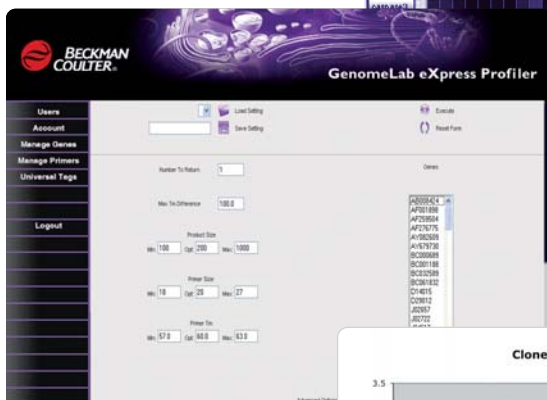 BECKMAN
COULTER®
GenomeLab eXpress Profiler
Users
Account
Manage Genes
Manage Primers
Universal Tags
Logout
Load Setting
Save Setting
Execute
Reset Form
Number To Return: 1
Max Tm Difference 100.0
Product Size
Min: 100 Opt: 200 Max: 1000
Primer Size
Min: 18 Opt: 20 Max: 27
Primer Tm
Min: 57.0 Opt: 60.0 Max: 63.0
Genes
AB008424
AF001898
AF259504
AF276775
AY082609
AY679730
BC000689
BC001188
BC032589
BC061832
D14015
D29012
J02657
J02722
Clone
3.5